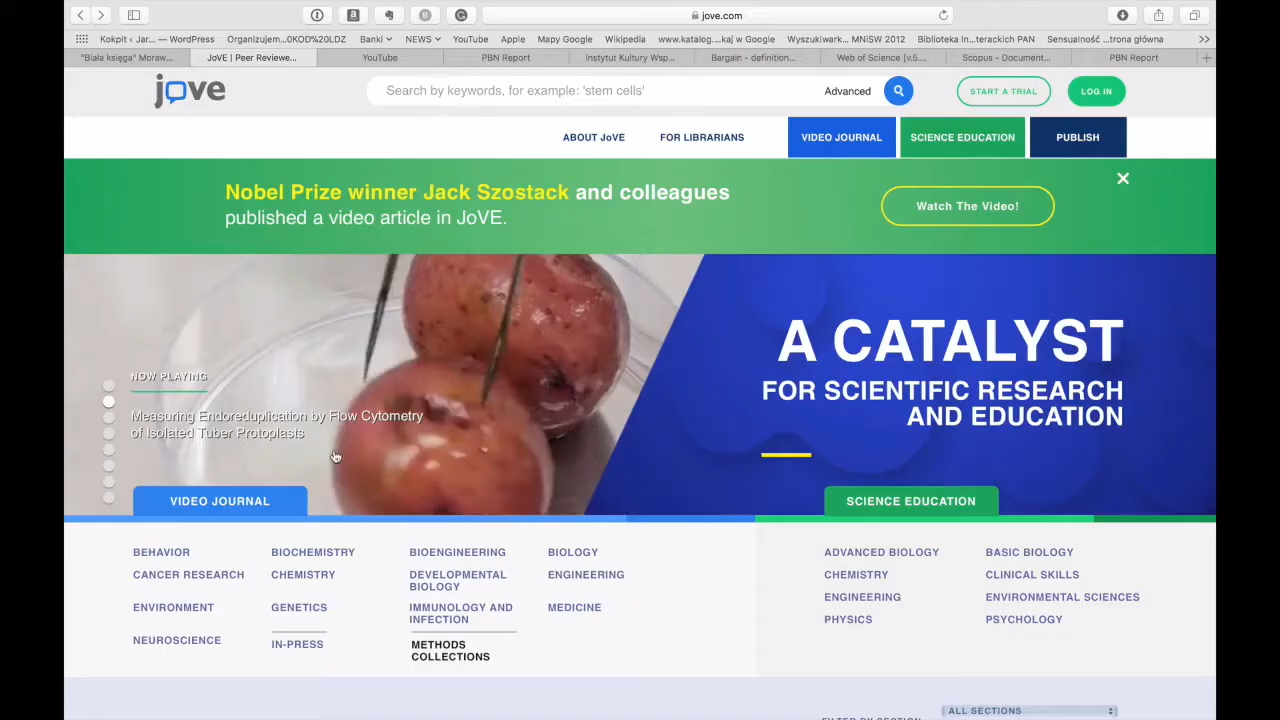 jove.com
Kokpit ‹ Jar... — WordPress
Organizujem...0KOD%20LDZ
Banki
NEWS
YouTube
Apple
Mapy Google
Wikipedia
www.katalog....kaj w Google
Wyszukiwark... MNISW 2012
Biblioteka In...terackich PAN
Sensualność ...trona główna
"Biała księga" Moraw...
JoVE | Peer Reviewe...
YouTube
PBN Report
Instytut Kultury Wsp...
Bargain - definition...
Web of Science [v.5...
Scopus - Document...
PBN Report
jove
Search by keywords, for example: 'stem cells'
Advanced
START A TRIAL
LOG IN
ABOUT JoVE
FOR LIBRARIANS
VIDEO JOURNAL
SCIENCE EDUCATION
PUBLISH
Nobel Prize winner Jack Szostack and colleagues
published a video article in JoVE.
Watch The Video!
A CATALYST
FOR SCIENTIFIC RESEARCH
AND EDUCATION
NOW PLAYING
Measuring Endoreduplication by Flow Cytometry
of Isolated Tuber Protoplasts
VIDEO JOURNAL
SCIENCE EDUCATION
BEHAVIOR
BIOCHEMISTRY
BIOENGINEERING
BIOLOGY
CANCER RESEARCH
CHEMISTRY
DEVELOPMENTAL
BIOLOGY
ENGINEERING
ENVIRONMENT
GENETICS
IMMUNOLOGY AND
INFECTION
MEDICINE
NEUROSCIENCE
IN-PRESS
METHODS
COLLECTIONS
ADVANCED BIOLOGY
BASIC BIOLOGY
CHEMISTRY
CLINICAL SKILLS
ENGINEERING
ENVIRONMENTAL SCIENCES
PHYSICS
PSYCHOLOGY
FILTER BY SECTION
ALL SECTIONS